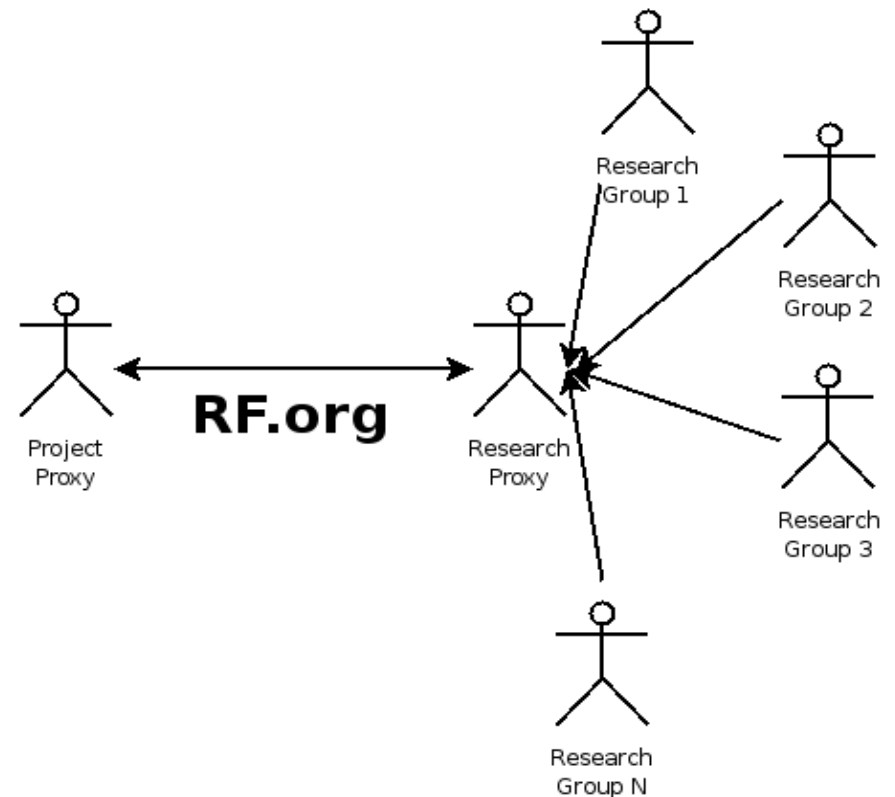 Research
Group 1
Research
Group 2
RF.org
Project
Proxy
Research
Proxy
Research
Group 3
Research
Group N